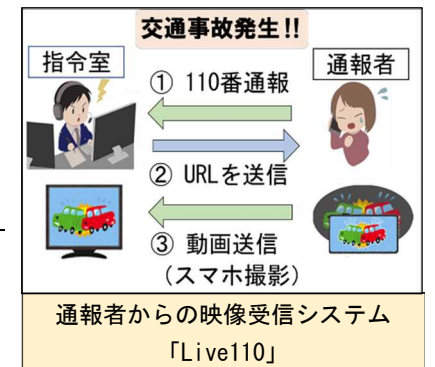 交通事故発生!!
指令室
通報者
① 110番通報
② URLを送信
③ 動画送信
(スマホ撮影)
通報者からの映像受信システム
「Live110」